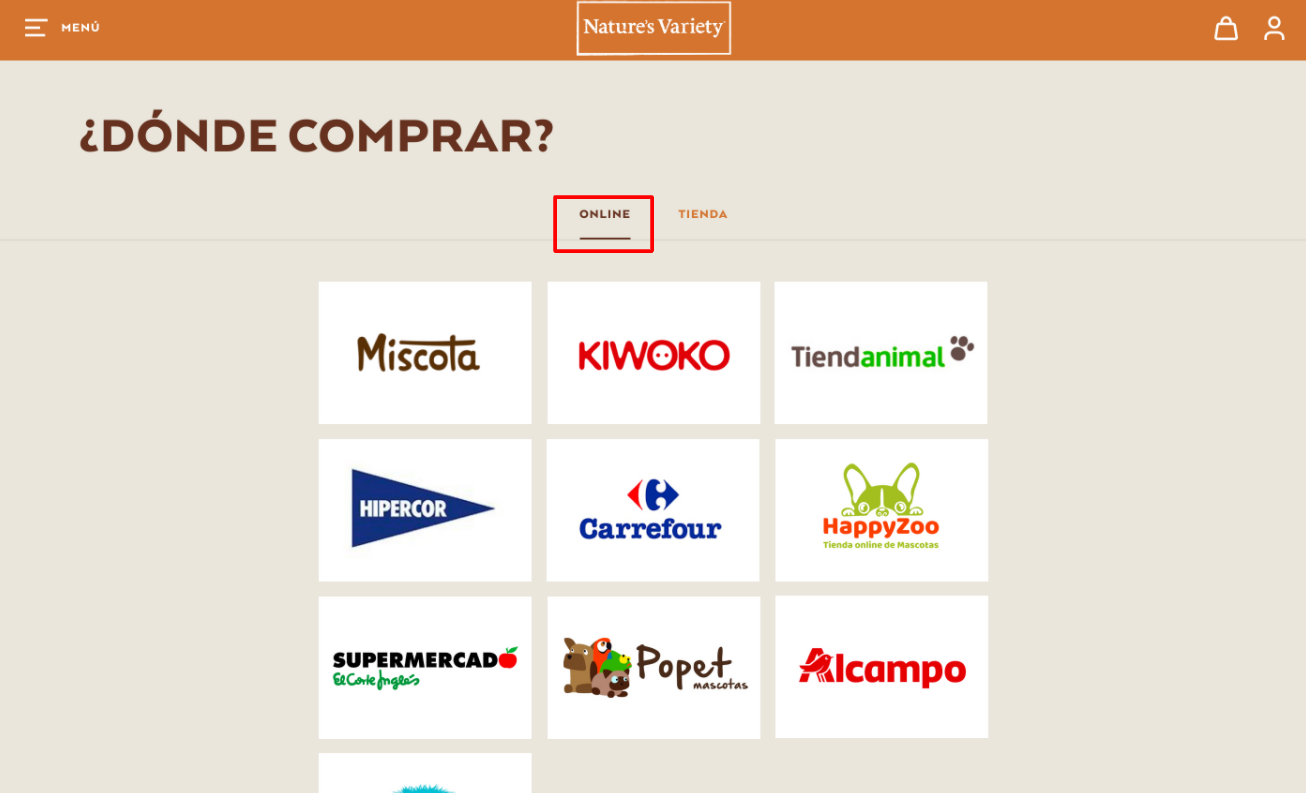 MENÚ
Nature's Variety
¿DÓNDE COMPRAR?
ONLINE
TIENDA
Miscota
KIWOKO
Tiendanimal
HIPERCOR
Carrefour
HappyZoo
Tienda online de Mascotas
SUPERMERCADO
El Corte Inglés
Popet
mascotas
Alcampo